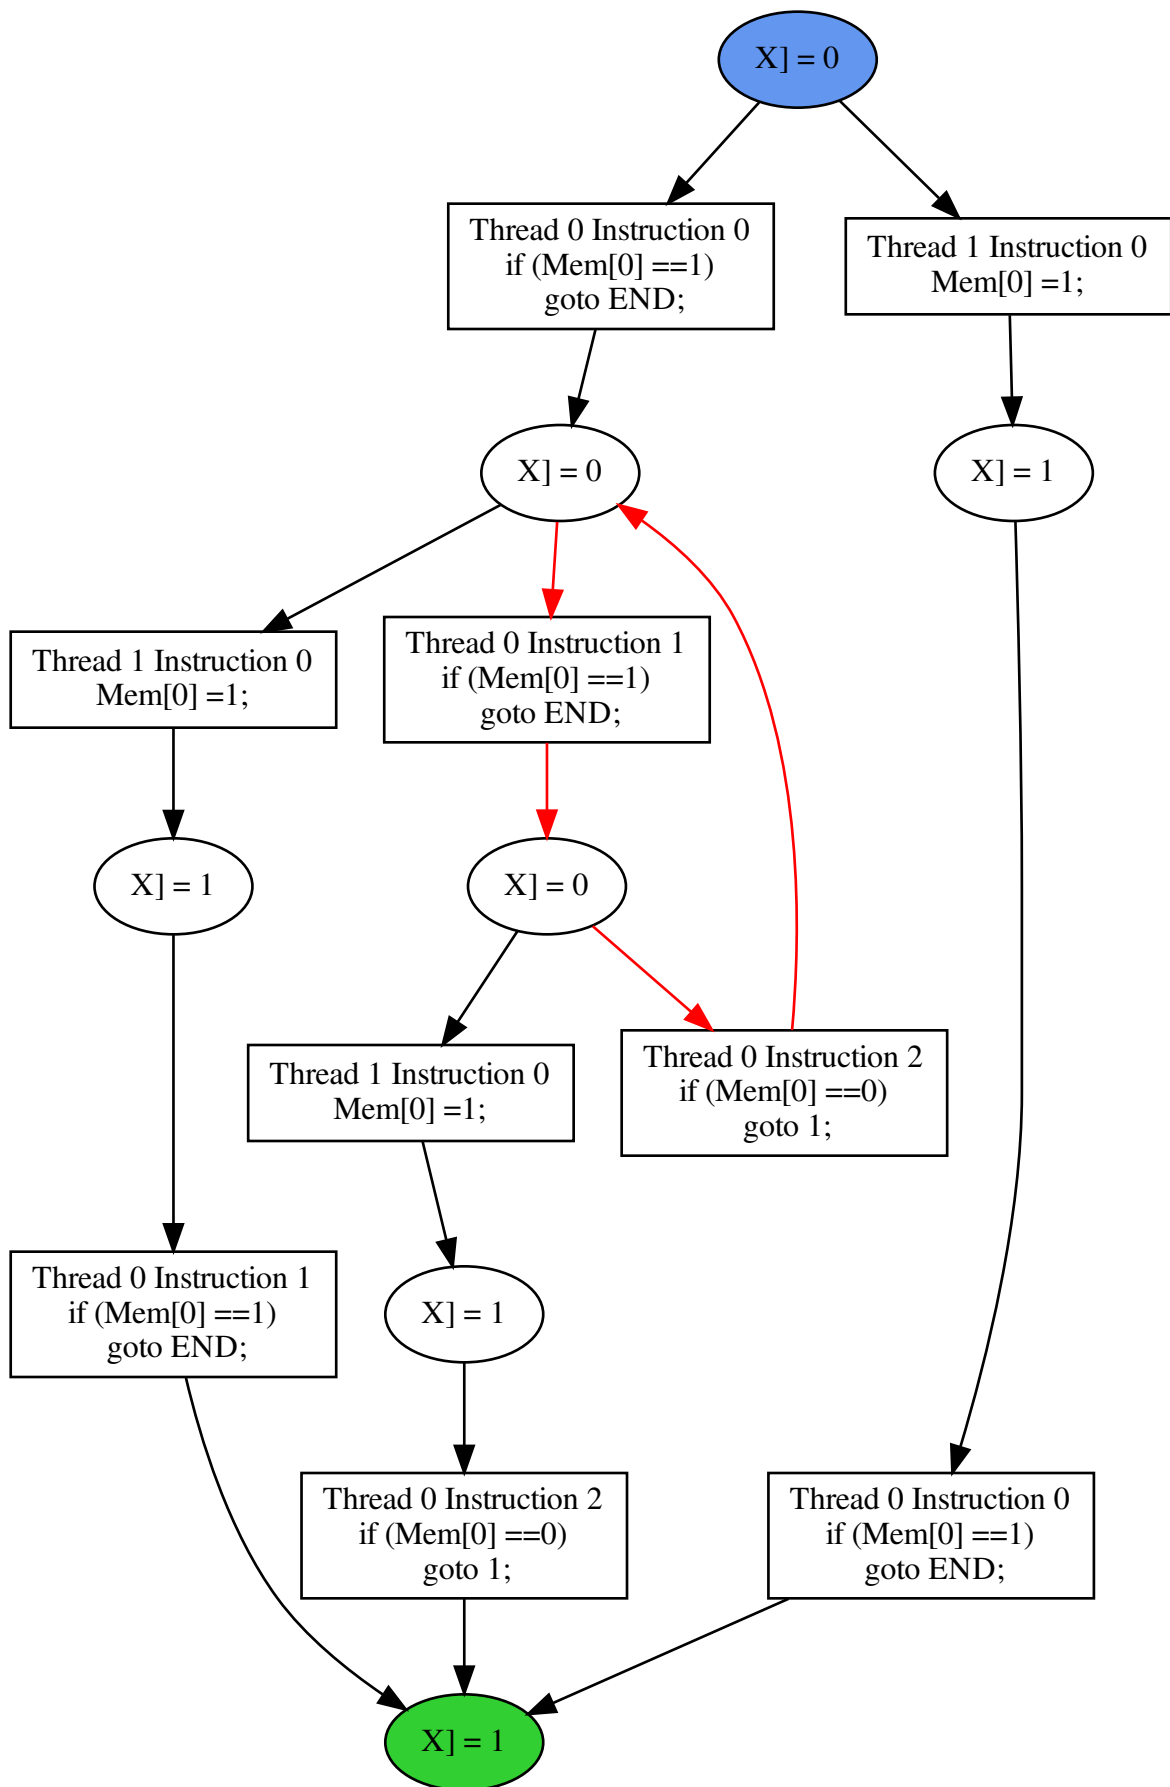 X] = 0
Thread 0 Instruction 0
if (Mem[0] ==1)
goto END;
Thread 1 Instruction 0
Mem[0] =1;
X] = 0
X] = 1
Thread 1 Instruction 0
Mem[0] =1;
Thread 0 Instruction 1
if (Mem[0] ==1)
goto END;
X] = 1
X] = 0
Thread 1 Instruction 0
Mem[0] =1;
Thread 0 Instruction 2
if (Mem[0] ==0)
goto 1;
Thread 0 Instruction 1
if (Mem[0] ==1)
goto END;
X] = 1
Thread 0 Instruction 2
if (Mem[0] ==0)
goto 1;
Thread 0 Instruction 0
if (Mem[0] ==1)
goto END;
X] = 1